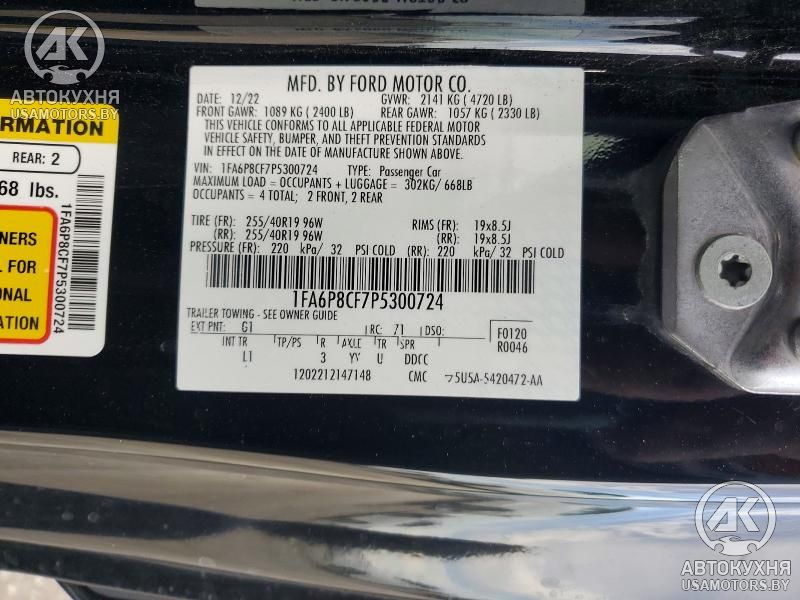 AK
АВТОКУХНЯ
USAMOTORS.BY
MFD. BY FORD MOTOR CO.
DATE: 12/22 GVWR: 2141 KG ( 4720 LB)
FRONT GAWR: 1089 KG ( 2400 LB) REAR GAWR: 1057 KG ( 2330 LB)
THIS VEHICLE CONFORMS TO ALL APPLICABLE FEDERAL MOTOR
VEHICLE SAFETY, BUMPER, AND THEFT PREVENTION STANDARDS
IN EFFECT ON THE DATE OF MANUFACTURE SHOWN ABOVE.
VIN: 1FA6P8CF7P5300724 TYPE: Passenger Car
MAXIMUM LOAD = OCCUPANTS + LUGGAGE = 302KG/ 668LB
OCCUPANTS = 4 TOTAL; 2 FRONT, 2 REAR
TIRE (FR): 255/40R19 96W RIMS (FR): 19x8.5J
(RR): 255/40R19 96W (RR): 19x8.5J
PRESSURE (FR): 220 kPa/ 32 PSI COLD (RR) 220 kPa/ 32 PSI COLD
1FA6P8CF7P5300724
TRAILER TOWING - SEE OWNER GUIDE
EXT PNT: G1 RC: 71 DSO: F0120
INT TR TP/PS R AXLE TR SPR R0046
L1 3 YV U DDCC
1202212147148 CMC 5U5A-5420472-AA
ORMATION
REAR: 2
68 lbs.
NERS
L FOR
ONAL
NS
1FA6P8CF7P5300724
AK
АВТОКУХНЯ
USAMOTORS.BY